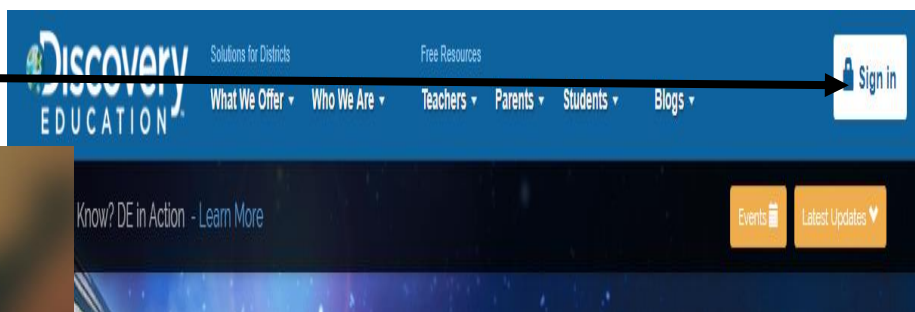 Discovery
EDUCATION
Solutions for Districts
What We Offer
Who We Are
Free Resources
Teachers
Parents
Students
Blogs
Sign in
Know? DE in Action - Learn More
Events
Latest Updates